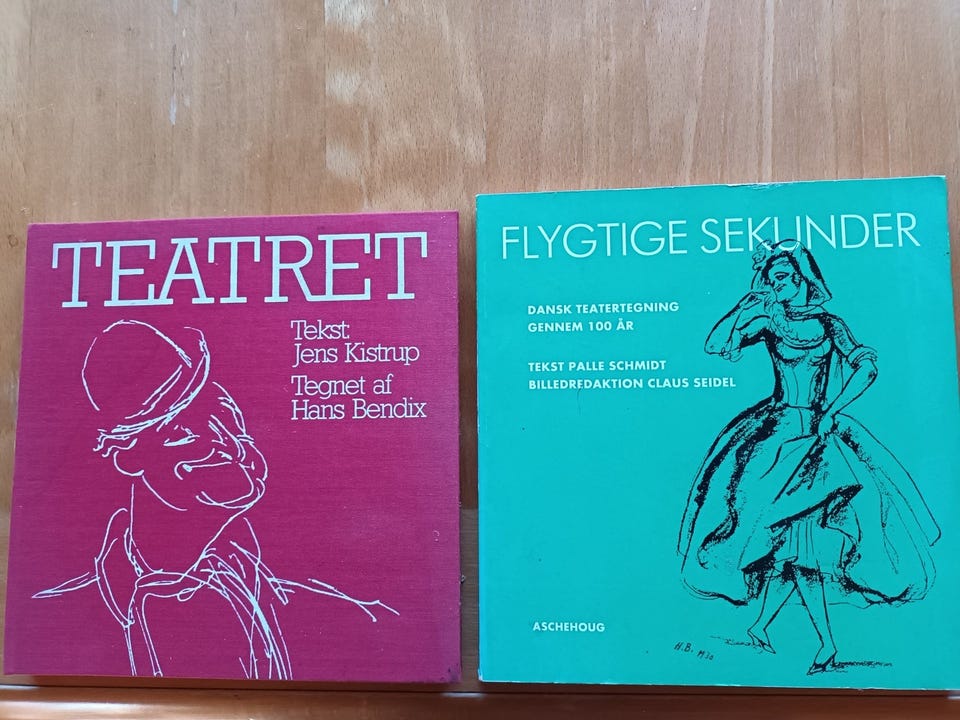 TEATRET
Tekst
Jens Kistrup
Tegnet af
Hans Bendix
FLYGTIGE SEKUNDER
DANSK TEATERTEGNING
GENNEM 100 ÅR
TEKST PALLE SCHMIDT
BILLEDREDAKTION CLAUS SEIDEL
ASCHEHOUG
H.B.